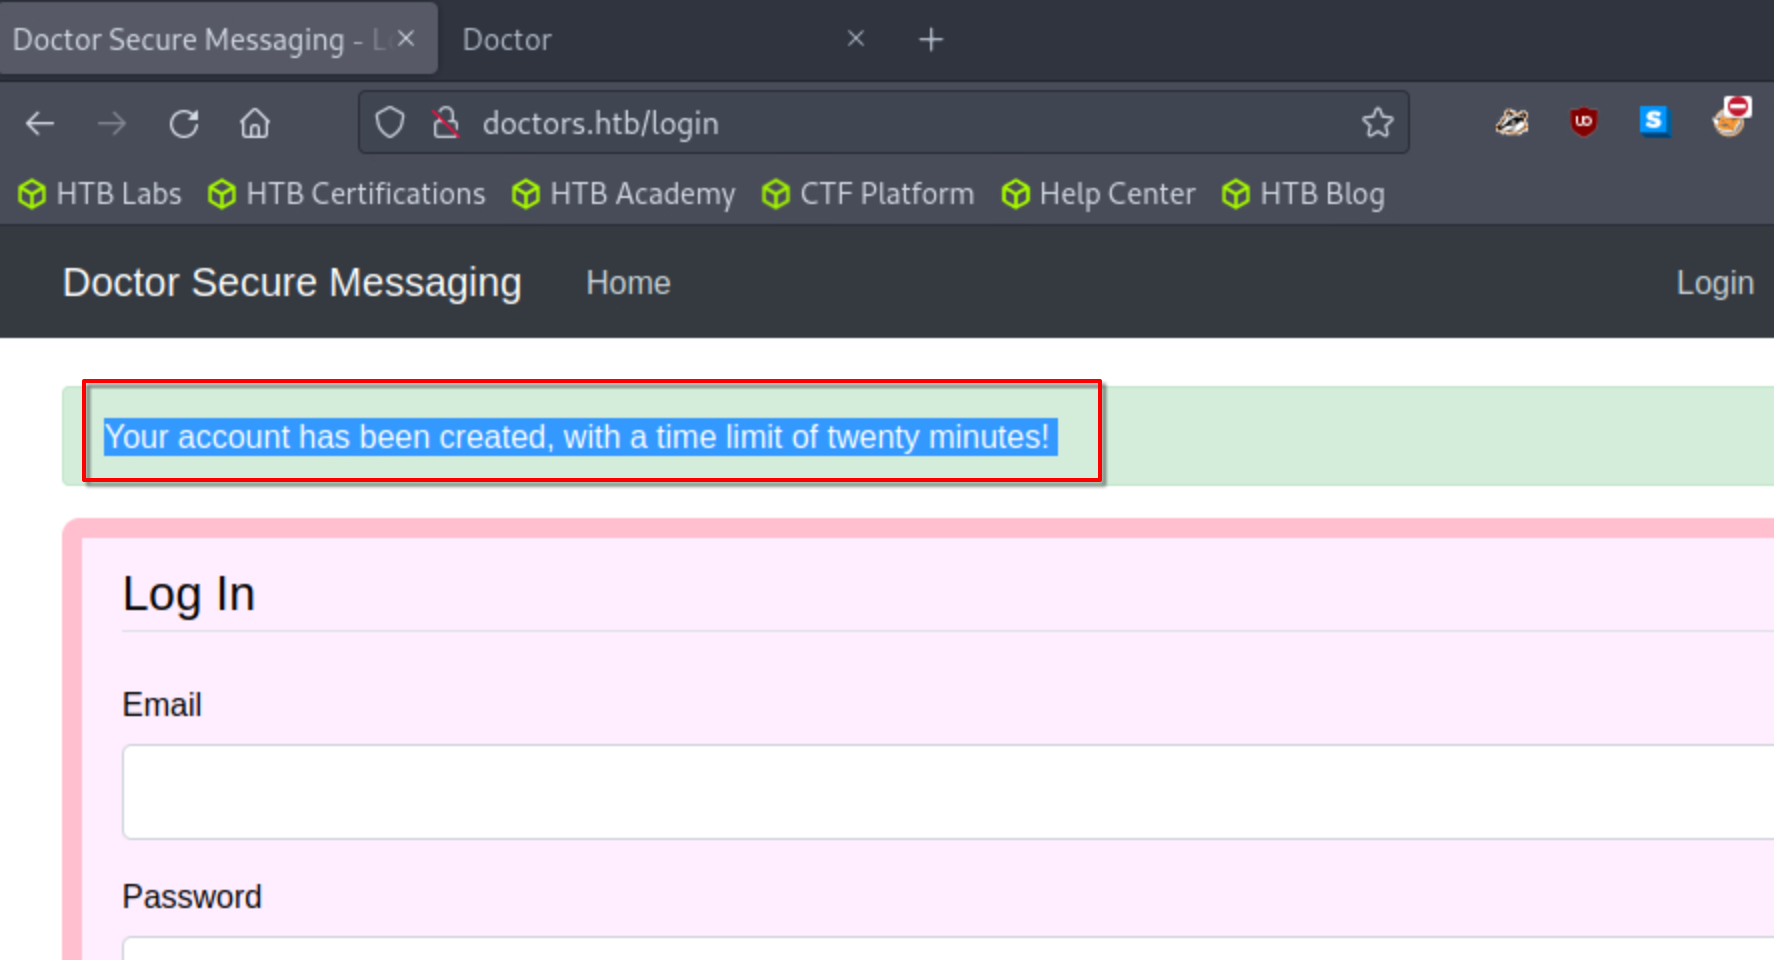 Doctor Secure Messaging - L
Doctor
doctors.htb/login
HTB Labs HTB Certifications HTB Academy CTF Platform Help Center HTB Blog
Doctor Secure Messaging Home Login
Your account has been created, with a time limit of twenty minutes!
Log In
Email
Password